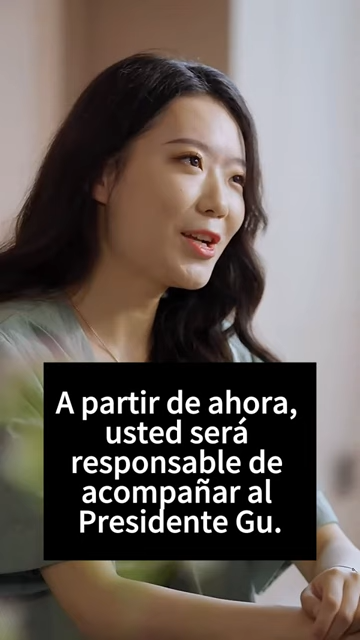 A partir de ahora,
usted será
responsable de
acompañar al
Presidente Gu.